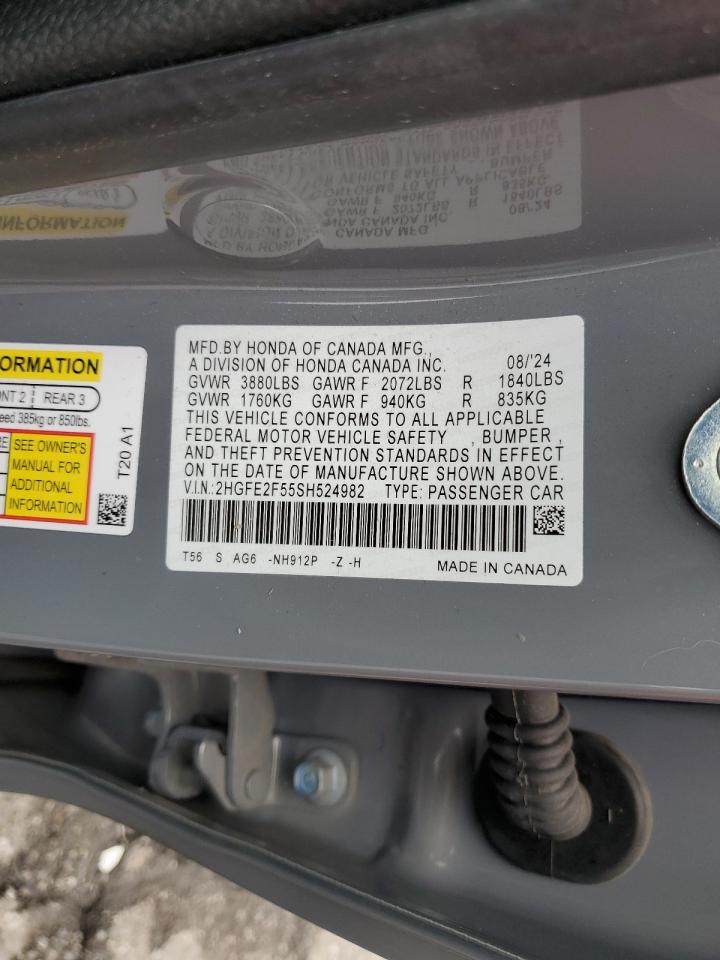 MFD.BY HONDA OF CANADA MFG.,
A DIVISION OF HONDA CANADA INC. 08/'24
GVWR 3880LBS GAWR F 2072LBS R 1840LBS
GVWR 1760KG GAWR F 940KG R 835KG
THIS VEHICLE CONFORMS TO ALL APPLICABLE
FEDERAL MOTOR VEHICLE SAFETY , BUMPER ,
AND THEFT PREVENTION STANDARDS IN EFFECT
ON THE DATE OF MANUFACTURE SHOWN ABOVE.
V.I.N.: 2HGFE2F55SH524982 TYPE: PASSENGER CAR
T56 S AG6 -NH912P -Z -H MADE IN CANADA
ORMATION
NT 2 REAR 3
eed 385kg or 850lbs.
RE SEE OWNER'S
MANUAL FOR
ADDITIONAL
INFORMATION
T20 A1